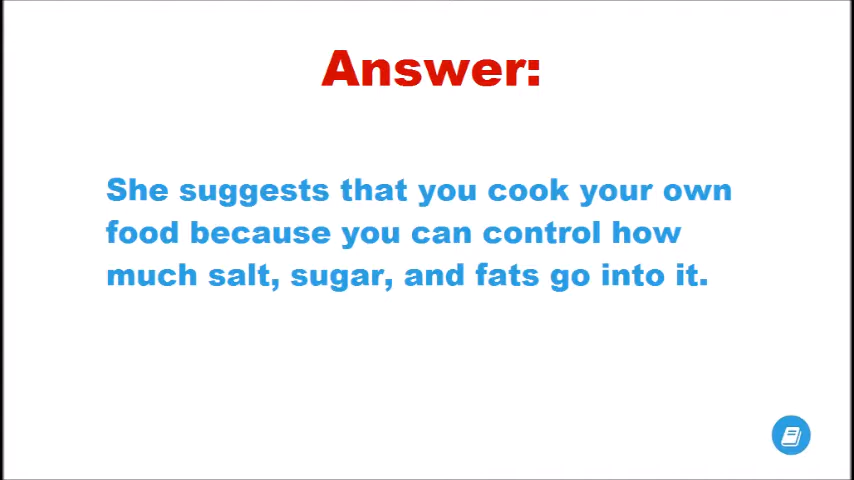 Answer:
She suggests that you cook your own
food because you can control how
much salt, sugar, and fats go into it.